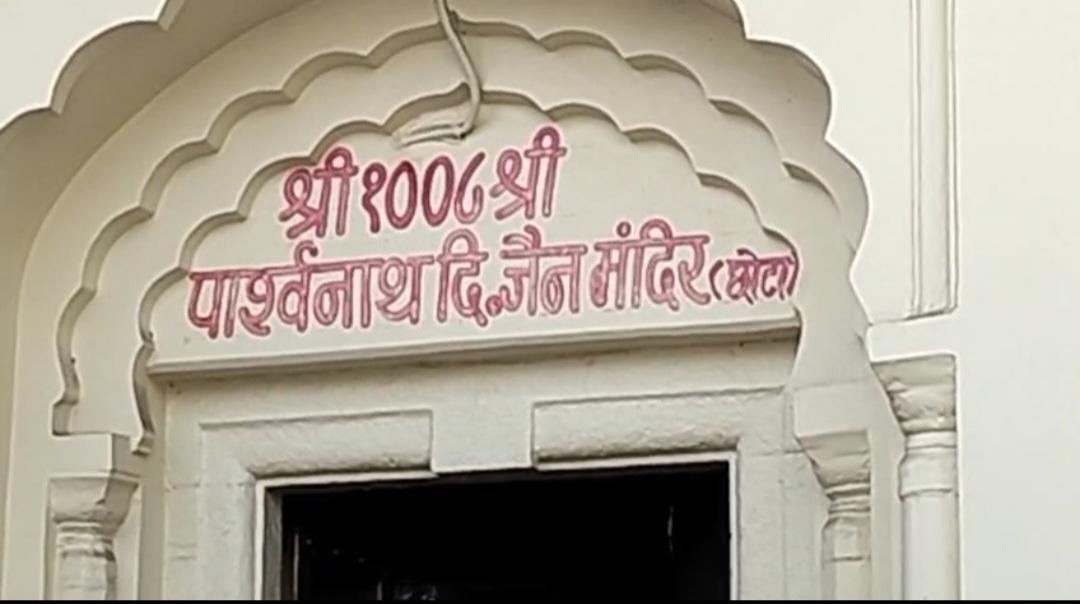 श्री १००८ श्री
पार्श्वनाथ दि. जैन मंदिर (छोटा)